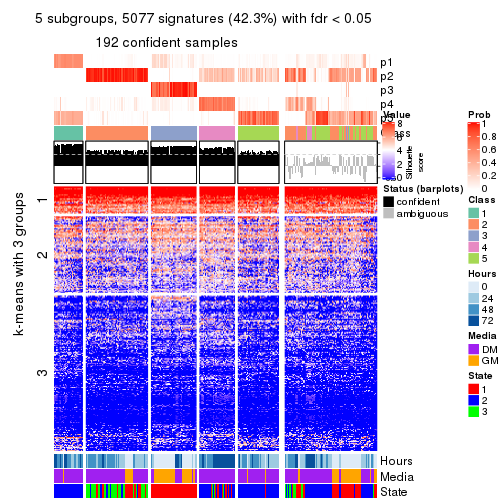 5 subgroups, 5077 signatures (42.3%) with fdr < 0.05
192 confident samples
p1
p2
p3
p4
Value
8
6
4
2
Silhouette
score
Prob
1
0.8
0.6
0.4
0.2
0
Status (barplots)
confident
ambiguous
Class
1
2
3
4
5
Hours
0
24
48
72
Media
DM
GM
State
1
2
3
k-means with 3 groups
1
2
3
Hours
Media
State